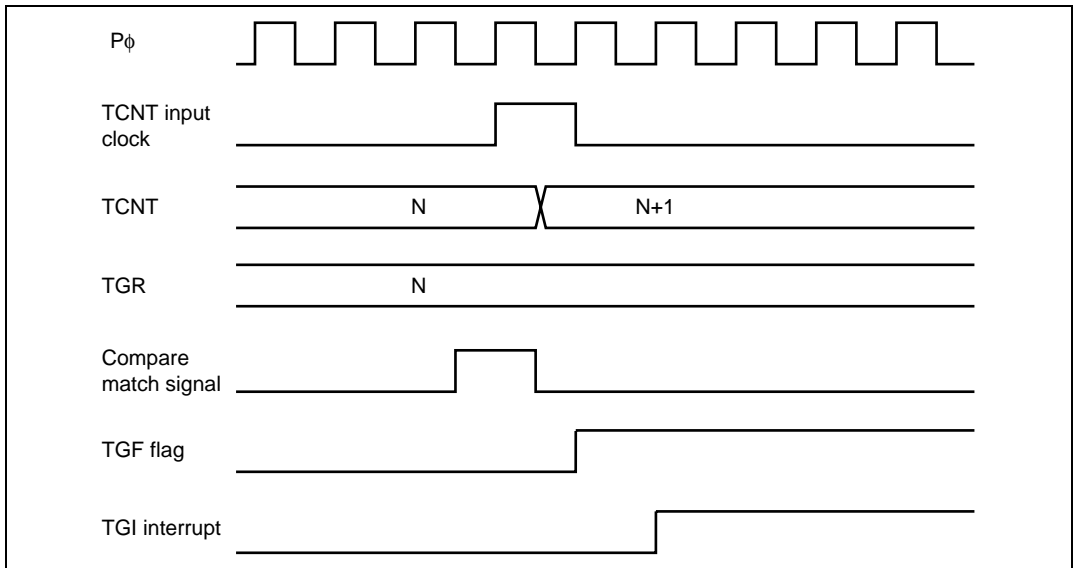 Pϕ
TCNT input
clock
TCNT
N
N+1
TGR
N
Compare
match signal
TGF flag
TGI interrupt